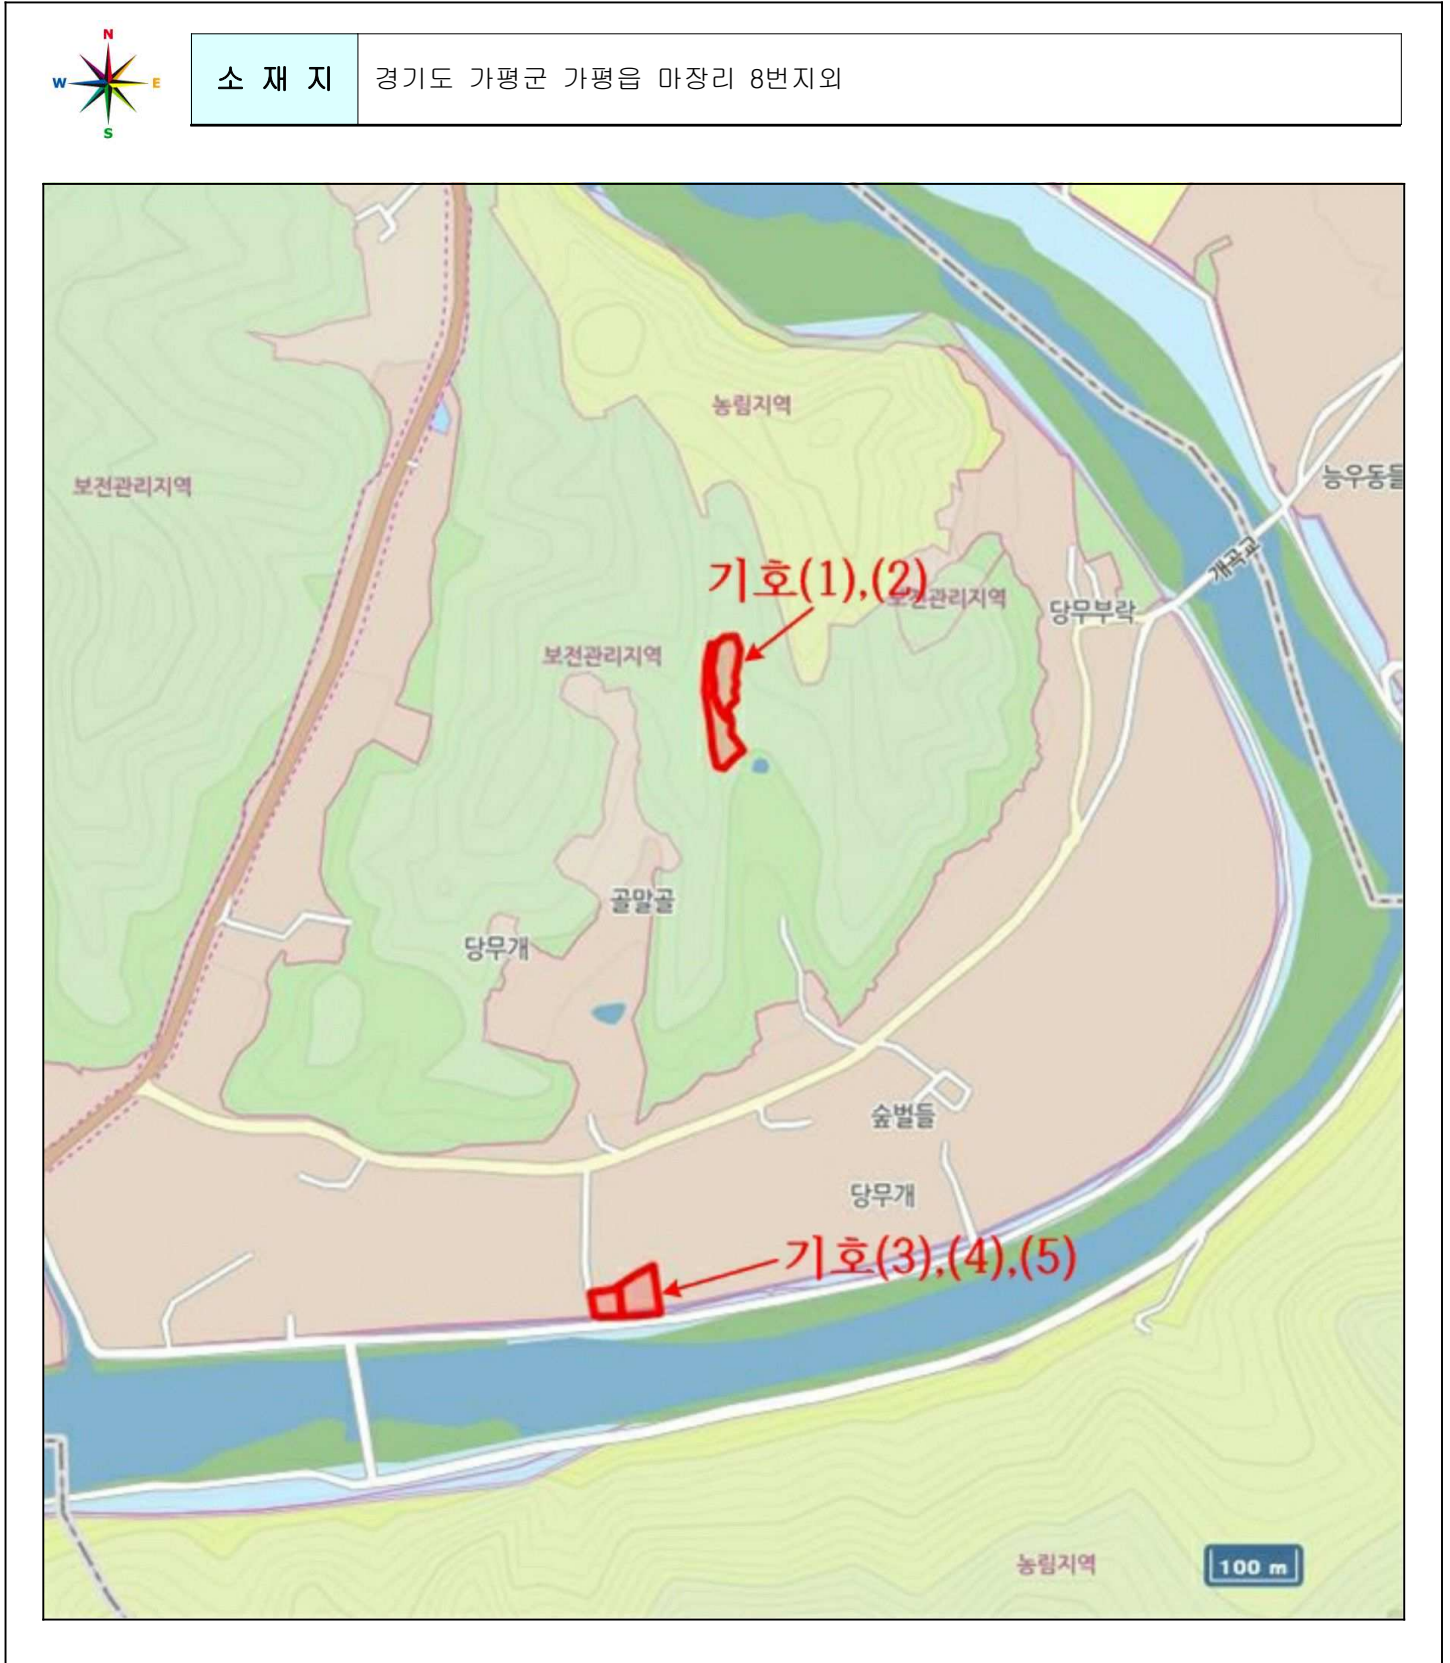 N
W
E
S
소 재 지
경기도 가평군 가평읍 마장리 8번지외
농림지역
보전관리지역
능우동들
개곡교
기호(1),(2)
보전관리지역
당무부락
보전관리지역
골말골
당무개
숲벌들
당무개
기호(3),(4),(5)
농림지역
100 m